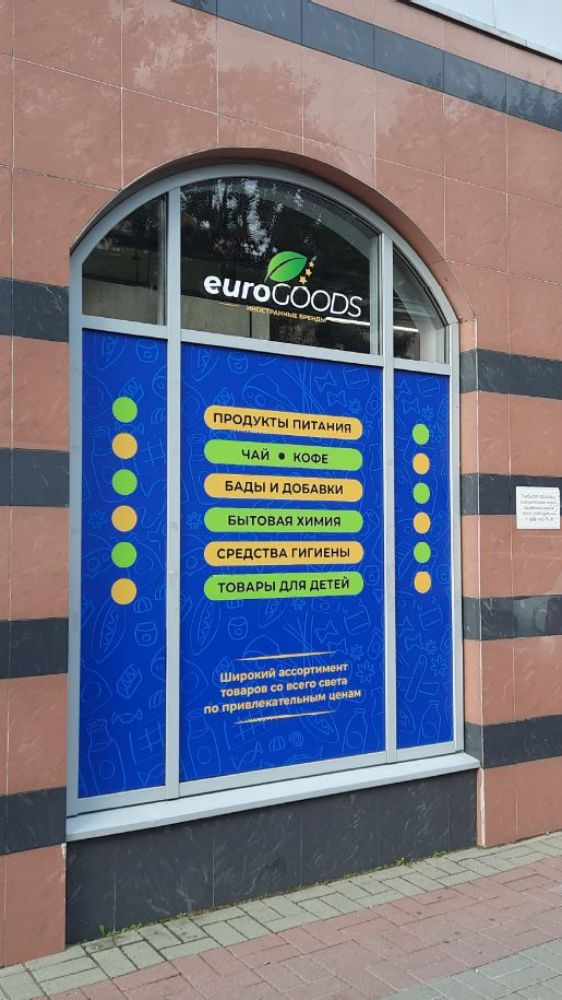 euroGOODS
ИНОСТРАННЫЕ БРЕНДЫ
ПРОДУКТЫ ПИТАНИЯ
ЧАЙ • КОФЕ
БАДЫ И ДОБАВКИ
БЫТОВАЯ ХИМИЯ
СРЕДСТВА ГИГИЕНЫ
ТОВАРЫ ДЛЯ ДЕТЕЙ
Широкий ассортимент
товаров со всего света
по привлекательным ценам